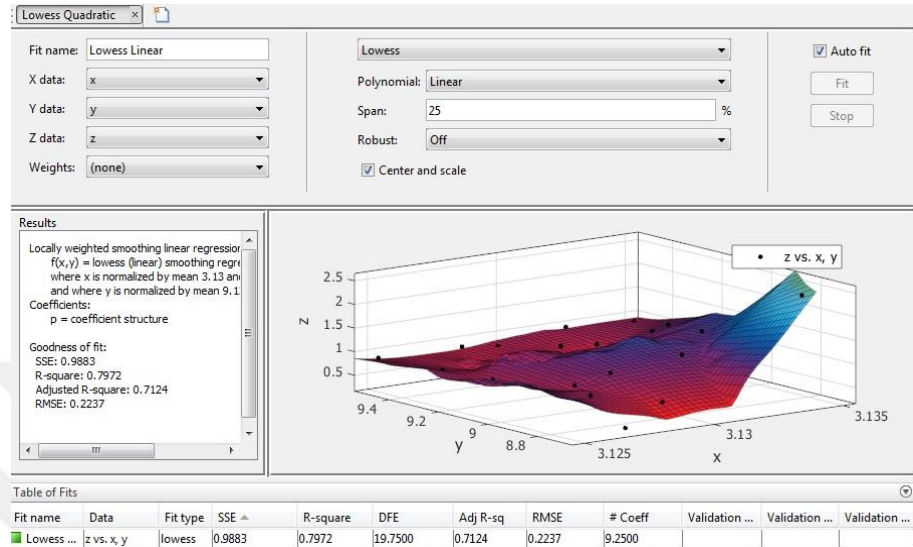 Lowess Quadratic ×
Fit name: Lowess Linear
X data: x
Y data: y
Z data: z
Weights: (none)
Lowess
Polynomial: Linear
Span: 25 %
Robust: Off
Center and scale
Auto fit
Fit
Stop
Results
Locally weighted smoothing linear regression
f(x,y) = lowess (linear) smoothing regre
where x is normalized by mean 3.13 and
and where y is normalized by mean 9.1
Coefficients:
p = coefficient structure
Goodness of fit:
SSE: 0.9883
R-square: 0.7972
Adjusted R-square: 0.7124
RMSE: 0.2237
z vs. x, y
2.5
2
1.5
1
0.5
z
9.4
9.2
9
8.8
y
3.125
3.13
3.135
x
Table of Fits
Fit name Data Fit type SSE R-square DFE Adj R-sq RMSE # Coeff Validation ... Validation ... Validation ...
Lowess ... z vs. x, y lowess 0.9883 0.7972 19.7500 0.7124 0.2237 9.2500